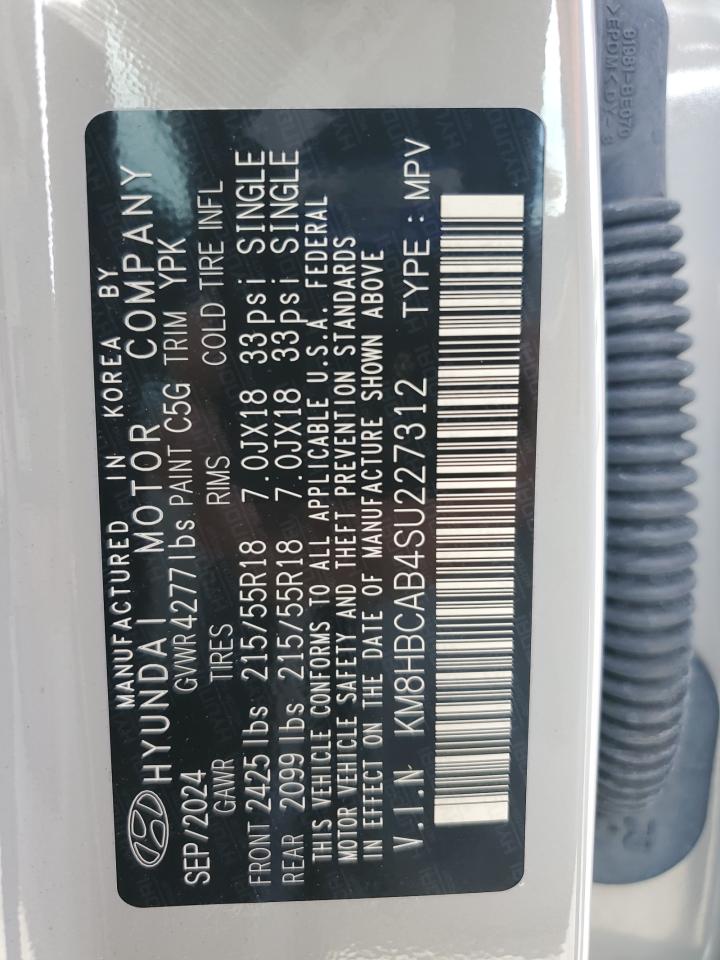 MANUFACTURED IN KOREA BY
HYUNDAI MOTOR COMPANY
SEP/2024 GVWR 4277 lbs PAINT C5G TRIM YPK
GAWR TIRES RIMS COLD TIRE INFL
FRONT 2425 lbs 215/55R18 7.0JX18 33psi SINGLE
REAR 2099 lbs 215/55R18 7.0JX18 33psi SINGLE
THIS VEHICLE CONFORMS TO ALL APPLICABLE U.S.A. FEDERAL
MOTOR VEHICLE SAFETY AND THEFT PREVENTION STANDARDS
IN EFFECT ON THE DATE OF MANUFACTURE SHOWN ABOVE
V.I.N KM8HBCAB4SU227312 TYPE : MPV
91981-BE070
>EPDM<